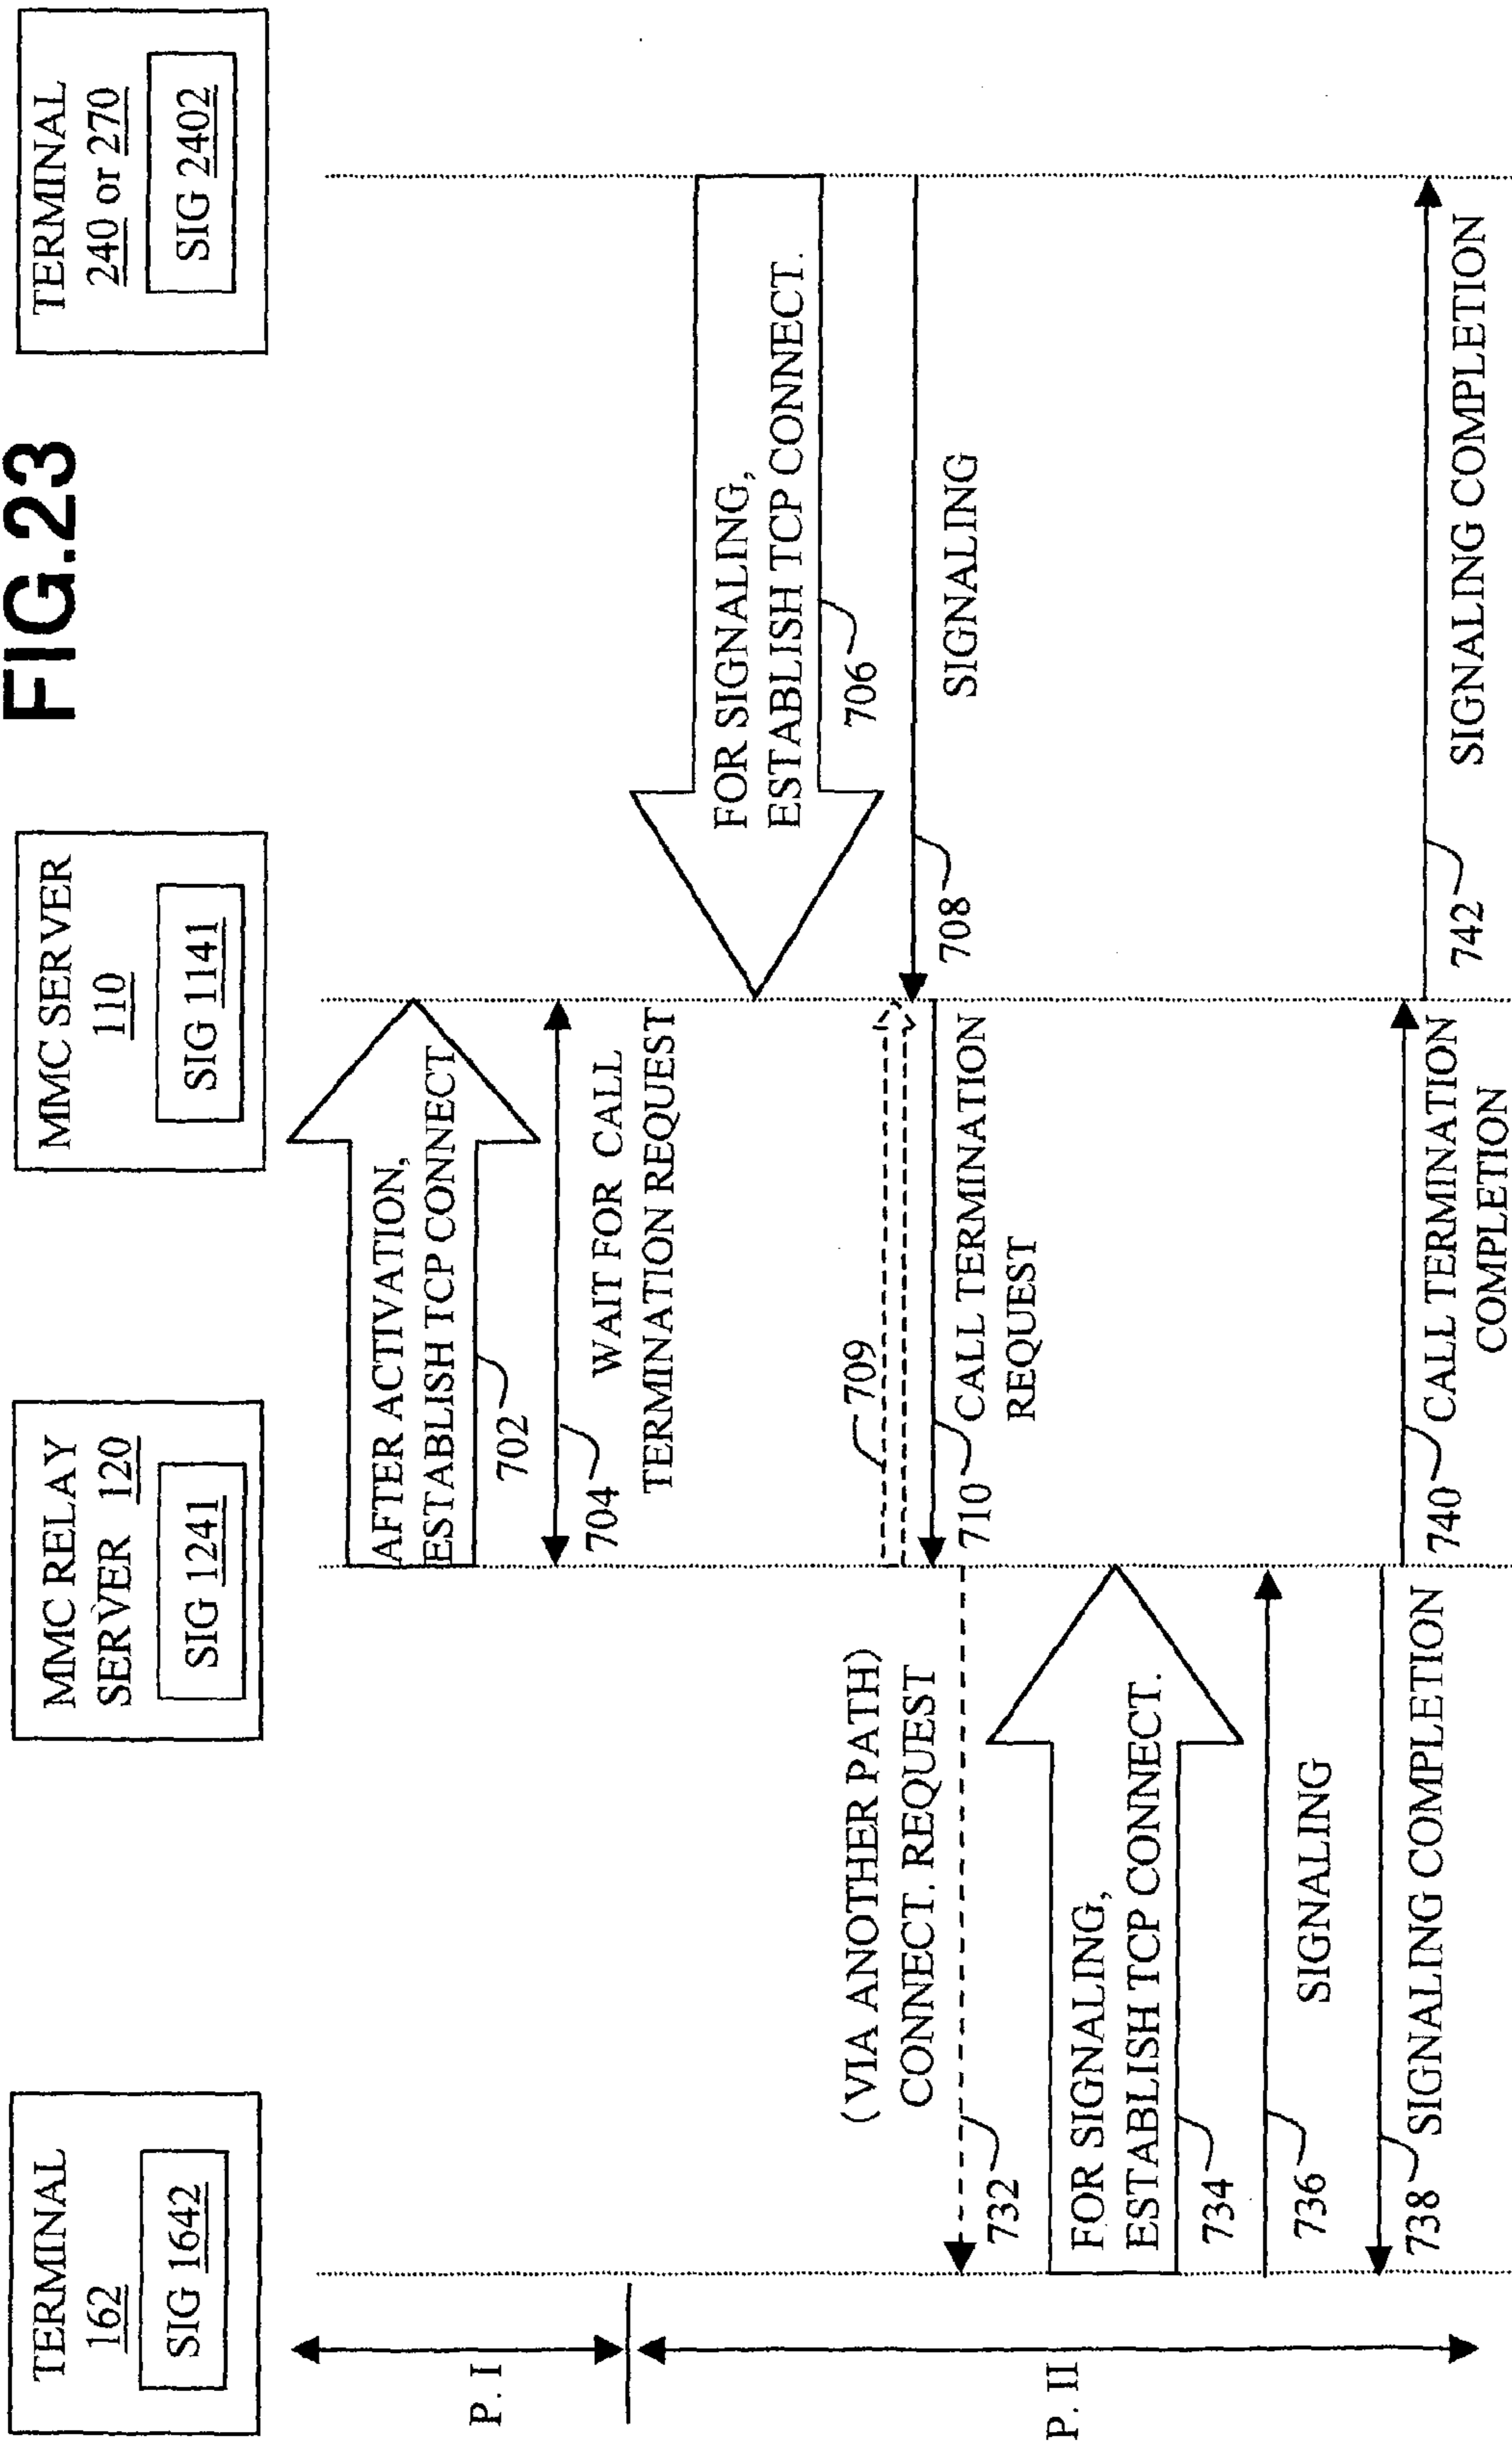 FIG.23
TERMINAL
162
SIG 1642
MMC RELAY
SERVER 120
SIG 1241
MMC SERVER
110
SIG 1141
TERMINAL
240 or 270
SIG 2402
P. I
AFTER ACTIVATION,
ESTABLISH TCP CONNECT
702
704
WAIT FOR CALL
TERMINATION REQUEST
FOR SIGNALING,
ESTABLISH TCP CONNECT.
706
P. II
708
SIGNALING
709
710
CALL TERMINATION
REQUEST
(VIA ANOTHER PATH)
CONNECT. REQUEST
732
FOR SIGNALING,
ESTABLISH TCP CONNECT.
734
736
SIGNALING
738
SIGNALING COMPLETION
740
CALL TERMINATION
COMPLETION
742
SIGNALING COMPLETION